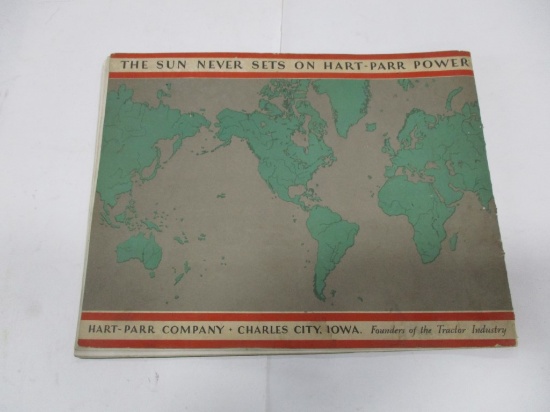 THE SUN NEVER SETS ON HART-PARR POWER
HART-PARR COMPANY · CHARLES CITY, IOWA. Founders of the Tractor Industry